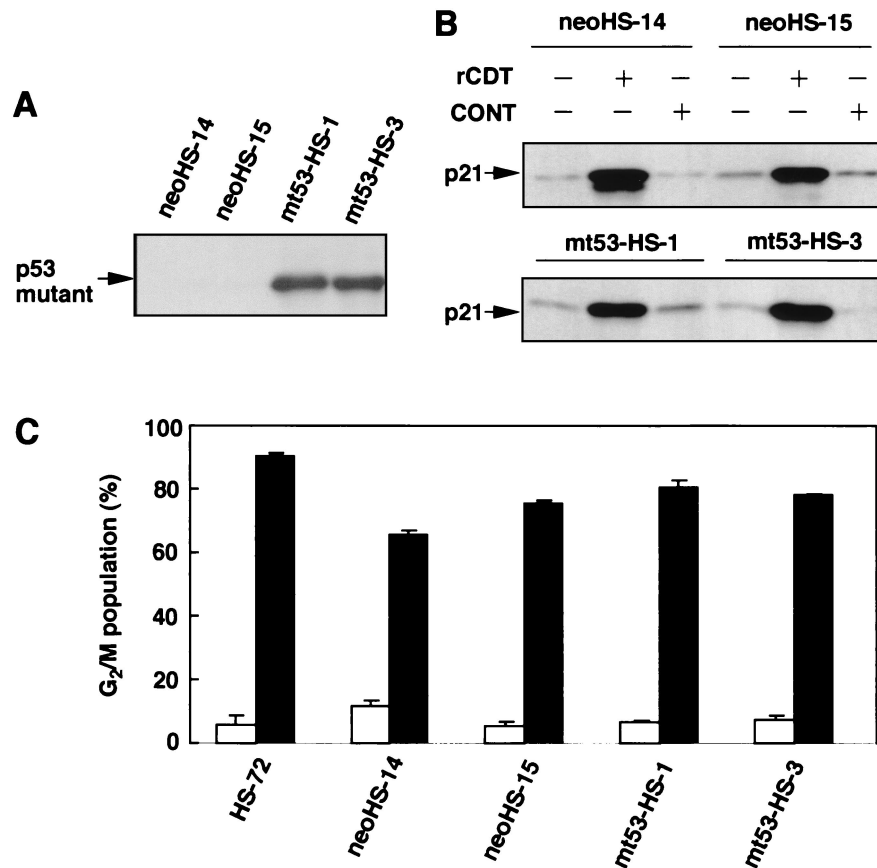 A
neoHS-14
neoHS-15
mt53-HS-1
mt53-HS-3
p53
mutant
B
neoHS-14 neoHS-15
rCDT − + − − + −
CONT − − + − − +
p21
mt53-HS-1 mt53-HS-3
p21
C
G2/M population (%)
100
80
60
40
20
0
HS-72
neoHS-14
neoHS-15
mt53-HS-1
mt53-HS-3